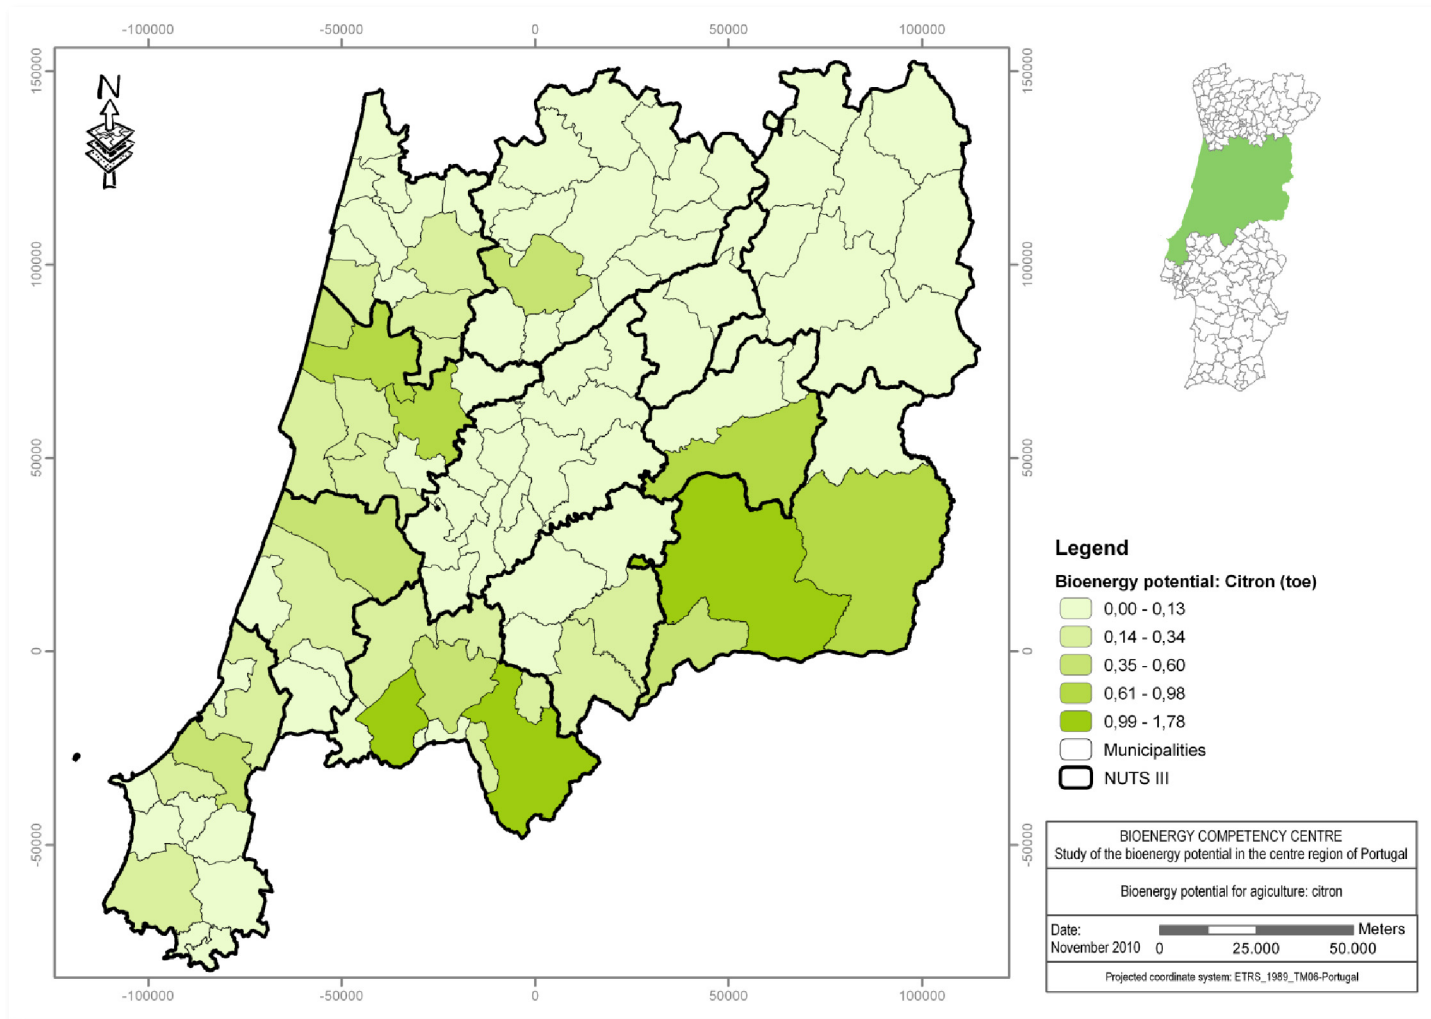 -100000 -50000 0 50000 100000
150000 150000
100000 100000
50000 50000
0 0
-50000 -50000
-100000 -50000 0 50000 100000
N
Legend
Bioenergy potential: Citron (toe)
0,00 - 0,13
0,14 - 0,34
0,35 - 0,60
0,61 - 0,98
0,99 - 1,78
Municipalities
NUTS III
BIOENERGY COMPETENCY CENTRE
Study of the bioenergy potential in the centre region of Portugal
Bioenergy potential for agiculture: citron
Date:
November 2010
Meters
0 25.000 50.000
Projected coordinate system: ETRS_1989_TM06-Portugal